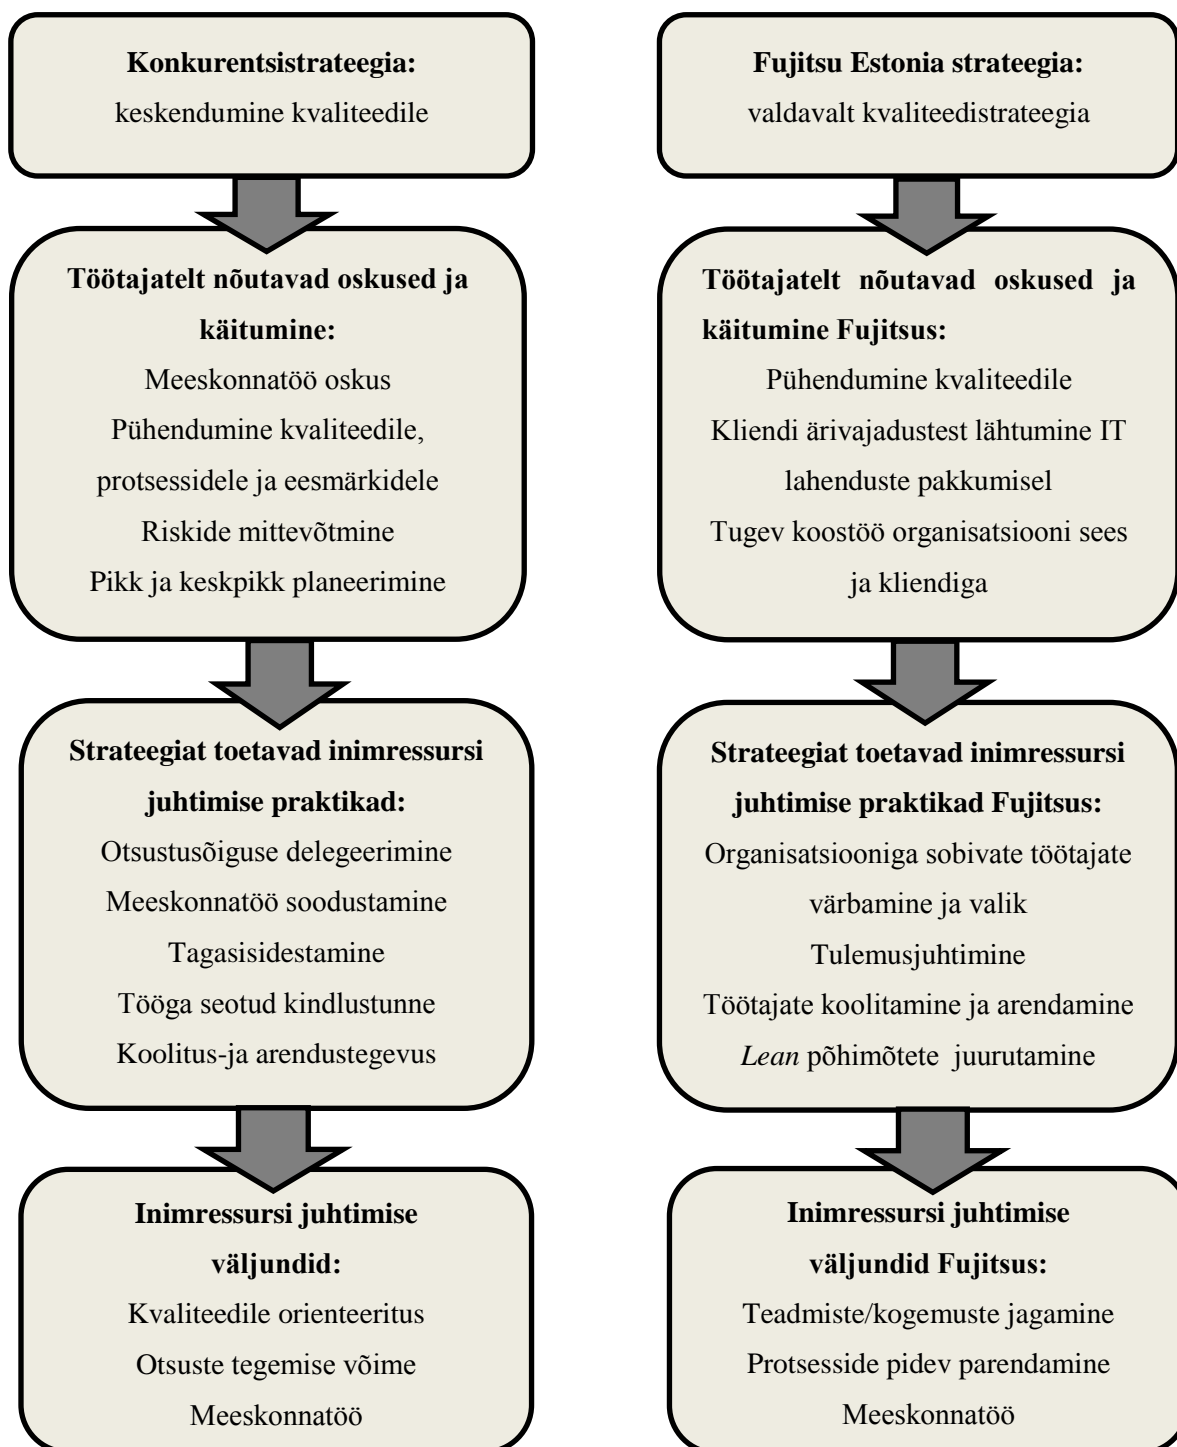 Konkurentsistrateegia:
keskendumine kvaliteedile
Töötajatelt nõutavad oskused ja
käitumine:
Meeskonnatöö oskus
Pühendumine kvaliteedile,
protsessidele ja eesmärkidele
Riskide mittevõtmine
Pikk ja keskpikk planeerimine
Strateegiat toetavad inimressursi
juhtimise praktikad:
Otsustusõiguse delegeerimine
Meeskonnatöö soodustamine
Tagasisidestamine
Tööga seotud kindlustunne
Koolitus-ja arendustegevus
Inimressursi juhtimise
väljundid:
Kvaliteedile orienteeritus
Otsuste tegemise võime
Meeskonnatöö
Fujitsu Estonia strateegia:
valdavalt kvaliteedistrateegia
Töötajatelt nõutavad oskused ja
käitumine Fujitsus:
Pühendumine kvaliteedile
Kliendi ärivajadustest lähtumine IT
lahenduste pakkumisel
Tugev koostöö organisatsiooni sees
ja kliendiga
Strateegiat toetavad inimressursi
juhtimise praktikad Fujitsus:
Organisatsiooniga sobivate töötajate
värbamine ja valik
Tulemusjuhtimine
Töötajate koolitamine ja arendamine
Lean põhimõtete juurutamine
Inimressursi juhtimise
väljundid Fujitsus:
Teadmiste/kogemuste jagamine
Protsesside pidev parendamine
Meeskonnatöö